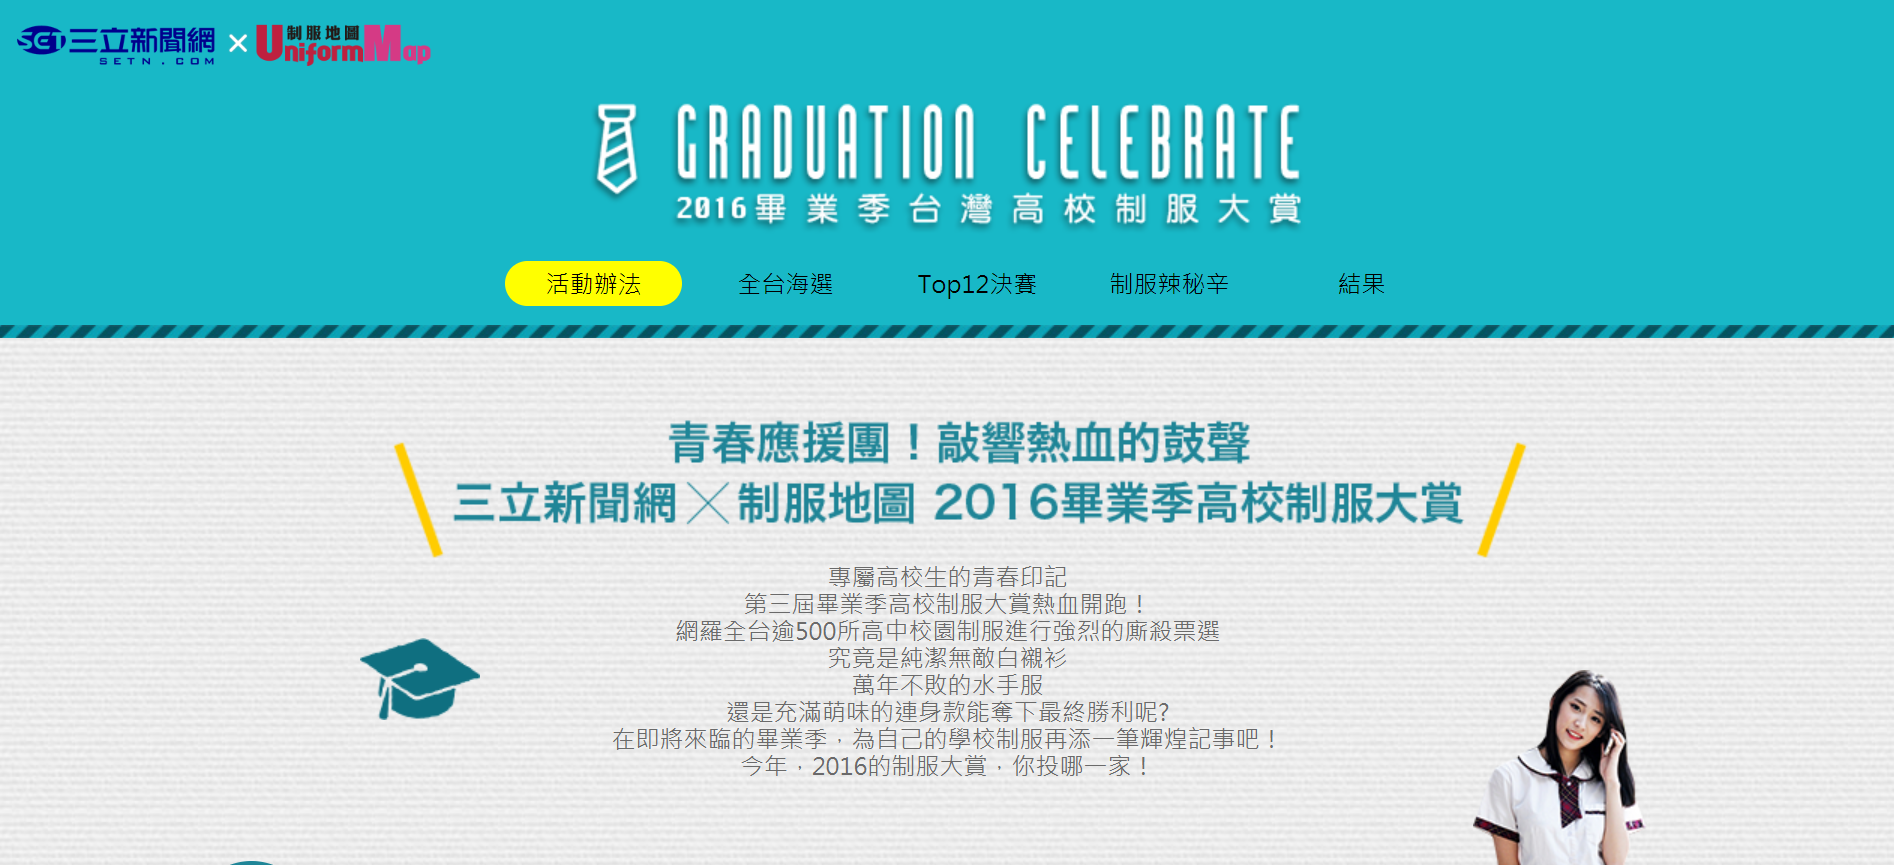 SET三立新聞網
SETN.COM
×
制服地圖
UniformMap
GRADUATION CELEBRATE
2016畢業季台灣高校制服大賞
活動辦法
全台海選
Top12決賽
制服辣秘辛
結果
青春應援團！敲響熱血的鼓聲
三立新聞網╳制服地圖 2016畢業季高校制服大賞
專屬高校生的青春印記
第三屆畢業季高校制服大賞熱血開跑！
網羅全台逾500所高中校園制服進行強烈的廝殺票選
究竟是純潔無敵白襯衫
萬年不敗的水手服
還是充滿萌味的連身款能奪下最終勝利呢?
在即將來臨的畢業季，為自己的學校制服再添一筆輝煌記事吧！
今年，2016的制服大賞，你投哪一家！